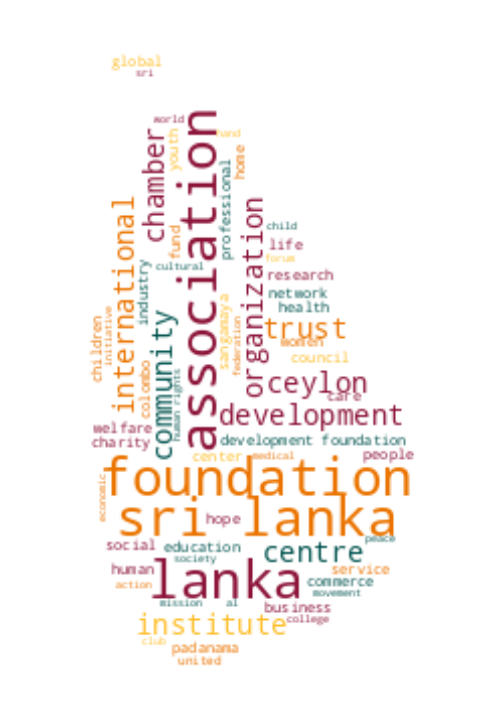 global
sri
world
hand
youth
chamber
association
home
professional
fund
international
organization
child
life
forum
cultural
industry
research
network
health
community
sangamaya
federation
trust
women
council
children
initiative
colombo
human rights
ceylon
care
development
welfare
charity
development foundation
center
medical
people
foundation
economic
sri lanka
hope
peace
social
education
centre
society
human
lanka
service
action
commerce
movement
mission
al
business
institute
college
club
padanama
united